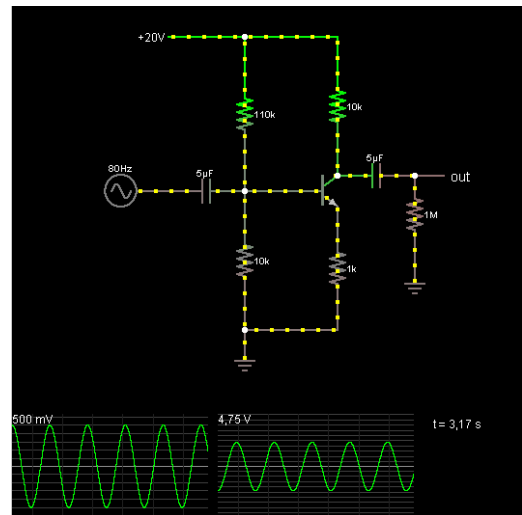 +20V
110k
10k
80Hz
5μF
5μF
out
1M
10k
1k
500 mV
4,75 V
t = 3,17 s